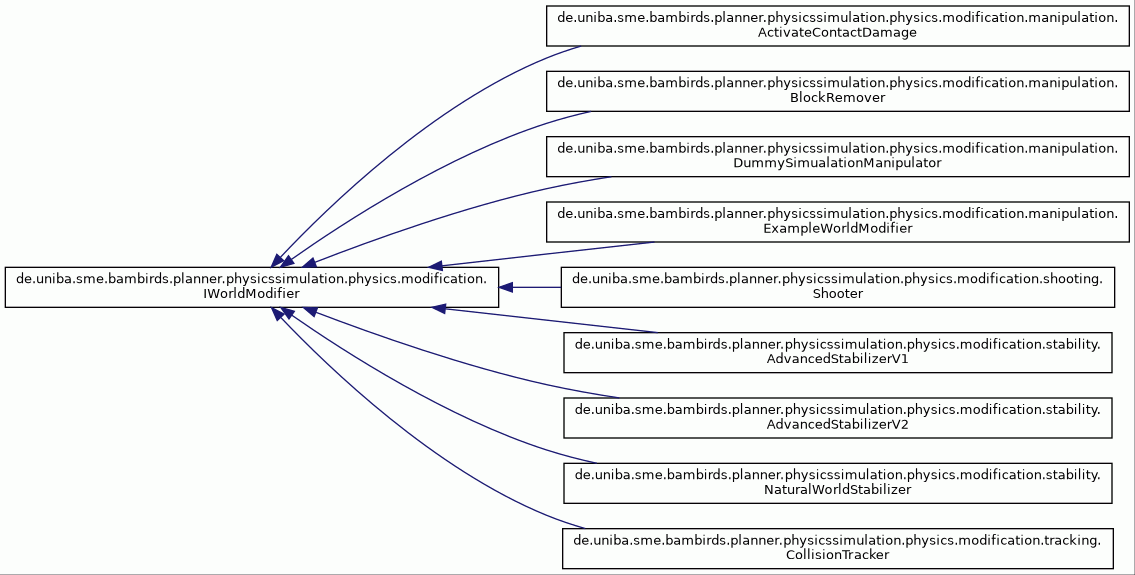 de.uniba.sme.bambirds.planner.physicssimulation.physics.modification.manipulation.
ActivateContactDamage
de.uniba.sme.bambirds.planner.physicssimulation.physics.modification.manipulation.
BlockRemover
de.uniba.sme.bambirds.planner.physicssimulation.physics.modification.manipulation.
DummySimualationManipulator
de.uniba.sme.bambirds.planner.physicssimulation.physics.modification.manipulation.
ExampleWorldModifier
de.uniba.sme.bambirds.planner.physicssimulation.physics.modification.
IWorldModifier
de.uniba.sme.bambirds.planner.physicssimulation.physics.modification.shooting.
Shooter
de.uniba.sme.bambirds.planner.physicssimulation.physics.modification.stability.
AdvancedStabilizerV1
de.uniba.sme.bambirds.planner.physicssimulation.physics.modification.stability.
AdvancedStabilizerV2
de.uniba.sme.bambirds.planner.physicssimulation.physics.modification.stability.
NaturalWorldStabilizer
de.uniba.sme.bambirds.planner.physicssimulation.physics.modification.tracking.
CollisionTracker